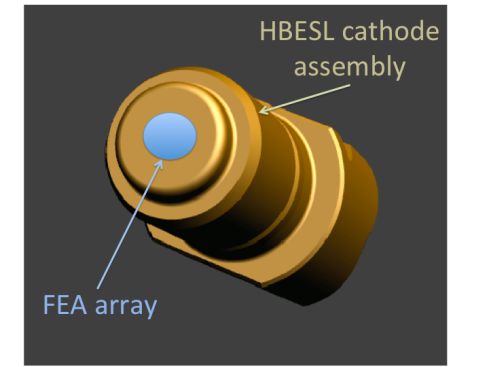 HBESL cathode
assembly
FEA array